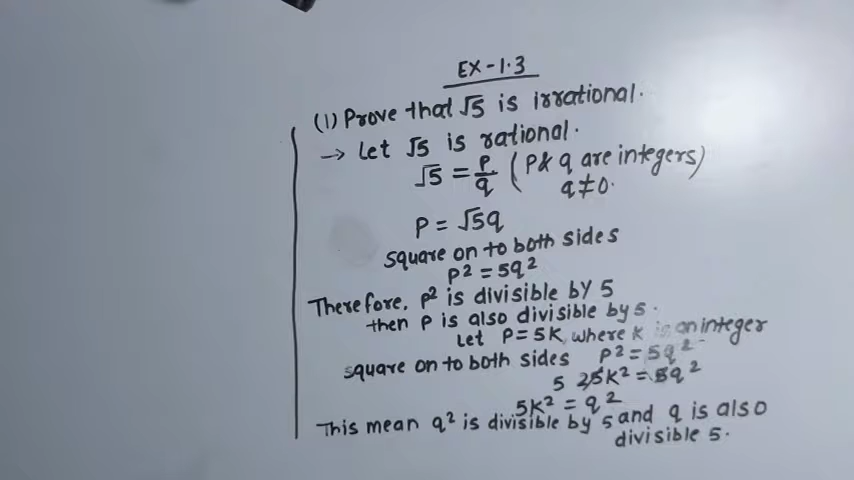 EX-1.3
(1) Prove that √5 is irrational.
→ Let √5 is rational.
√5 = p/q (P & q are integers)
q≠0.
P = √5q
square on to both sides
p² = 5q²
Therefore, p² is divisible by 5
then p is also divisible by 5.
Let P=5K, where K is an integer
square on to both sides p² = 5q²
5 25K² = 5q²
5K² = q²
This mean q² is divisible by 5 and q is also
divisible 5.